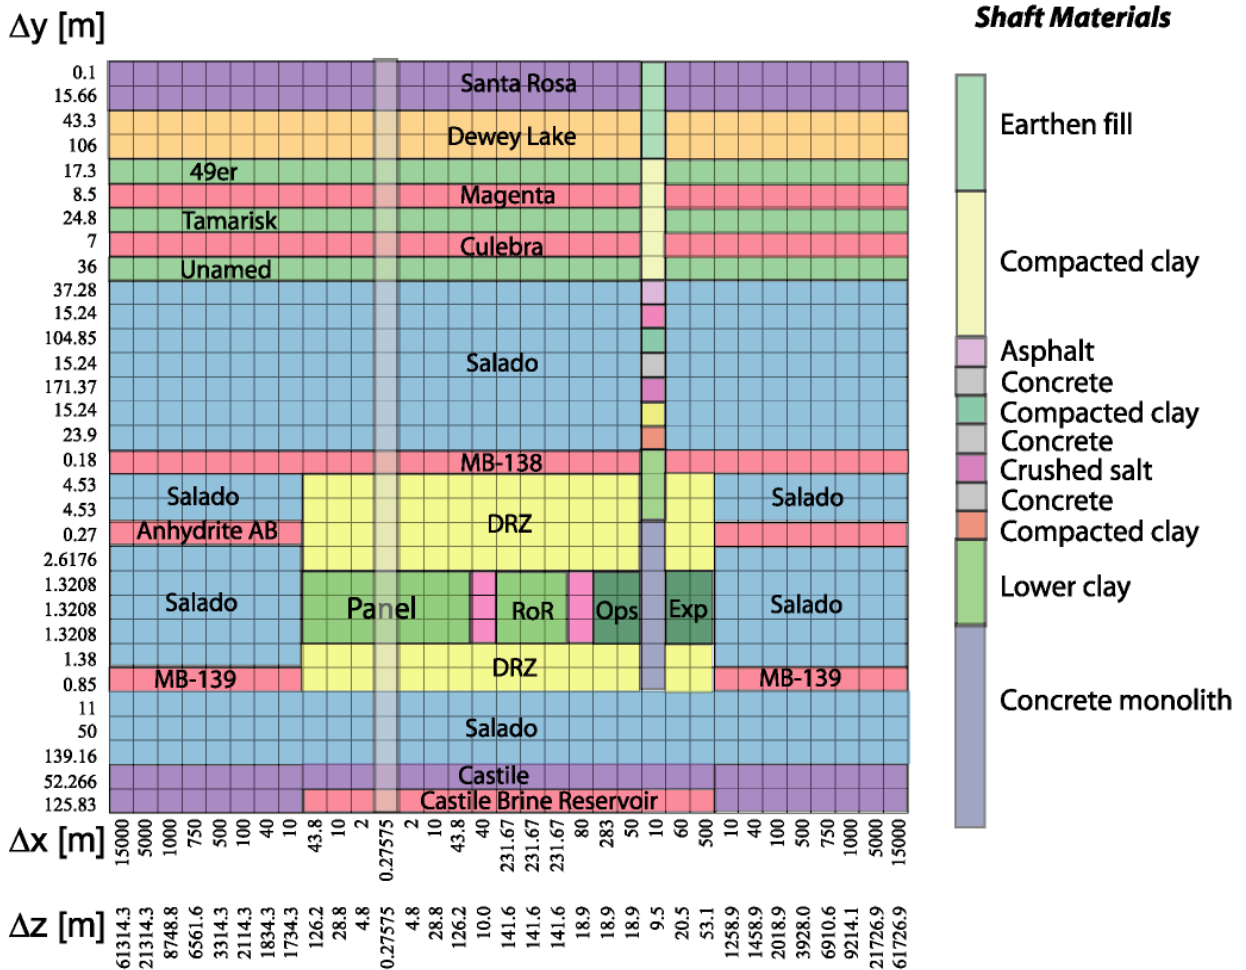 Δy [m]
Shaft Materials
0.1
15.66
43.3
106
17.3
8.5
24.8
7
36
37.28
15.24
104.85
15.24
171.37
15.24
23.9
0.18
4.53
4.53
0.27
2.6176
1.3208
1.3208
1.3208
1.38
0.85
11
50
139.16
52.266
125.83
Santa Rosa
Dewey Lake
49er
Magenta
Tamarisk
Culebra
Unamed
Salado
MB-138
Salado
DRZ
Salado
Anhydrite AB
Salado
Panel
RoR
Ops
Exp
Salado
MB-139
DRZ
MB-139
Salado
Castile
Castile Brine Reservoir
Earthen fill
Compacted clay
Asphalt
Concrete
Compacted clay
Concrete
Crushed salt
Concrete
Compacted clay
Lower clay
Concrete monolith
Δx [m]
15000
5000
1000
750
500
100
40
10
43.8
10
2
0.27575
2
10
43.8
40
231.67
231.67
231.67
80
283
50
10
60
500
10
40
100
500
750
1000
5000
15000
Δz [m]
61314.3
21314.3
8748.8
6561.6
3314.3
2114.3
1834.3
1734.3
126.2
28.8
4.8
0.27575
4.8
28.8
126.2
10.0
141.6
141.6
141.6
18.9
18.9
18.9
9.5
20.5
53.1
1258.9
1458.9
2018.9
3928.0
6910.6
9214.1
21726.9
61726.9